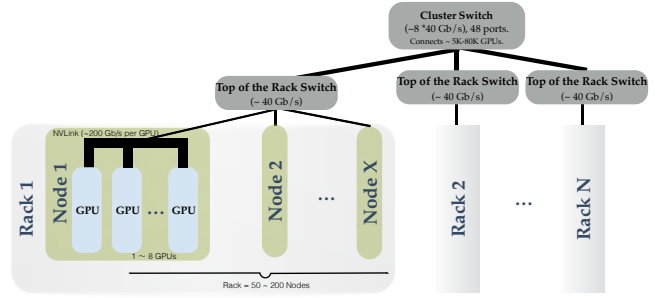 Cluster Switch
(~8 *40 Gb/s), 48 ports.
Connects ~ 5K-80K GPUs.
Top of the Rack Switch
(~ 40 Gb/s)
Top of the Rack Switch
(~ 40 Gb/s)
Top of the Rack Switch
(~ 40 Gb/s)
NVLink (~200 Gb/s per GPU)
Rack 1
Node 1
GPU
GPU
...
GPU
1 ~ 8 GPUs
Node 2
...
Node X
Rack = 50 ~ 200 Nodes
Rack 2
...
Rack N